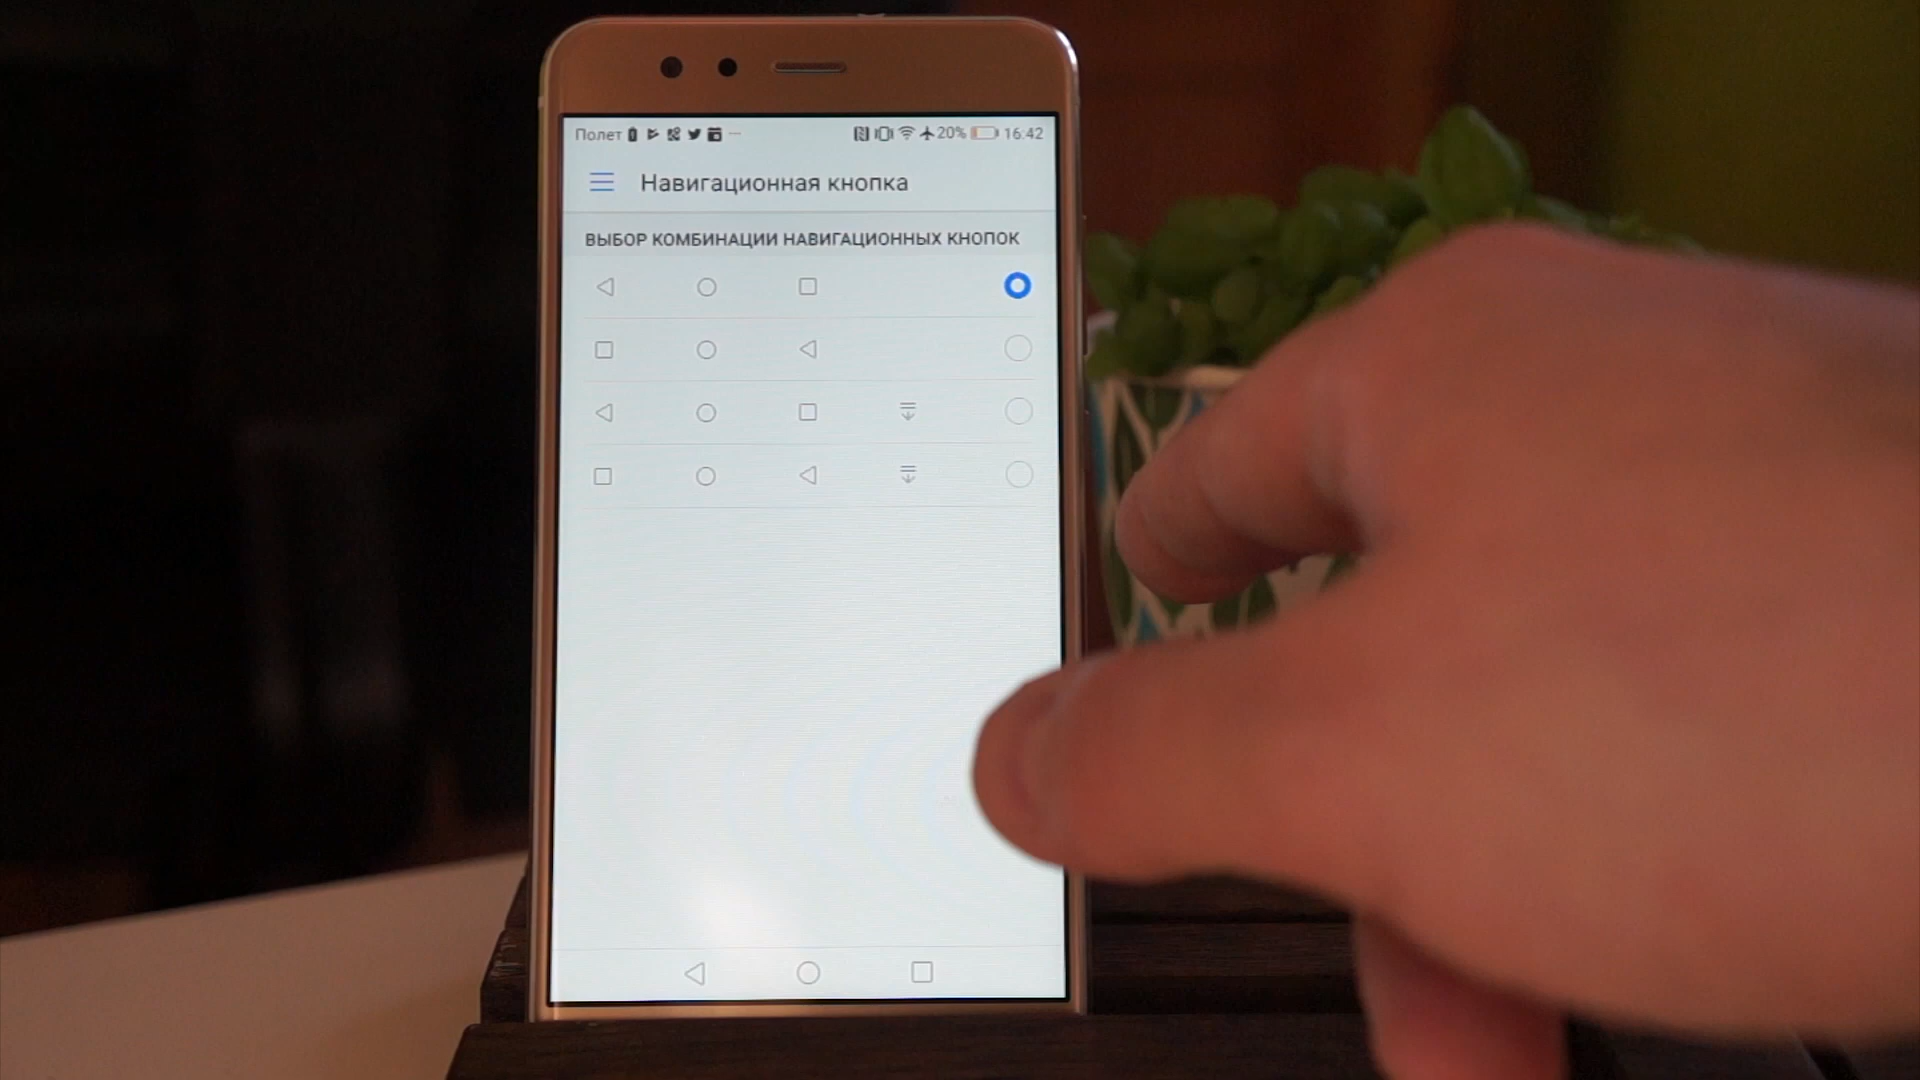 Полет 20% 16:42
Навигационная кнопка
ВЫБОР КОМБИНАЦИИ НАВИГАЦИОННЫХ КНОПОК